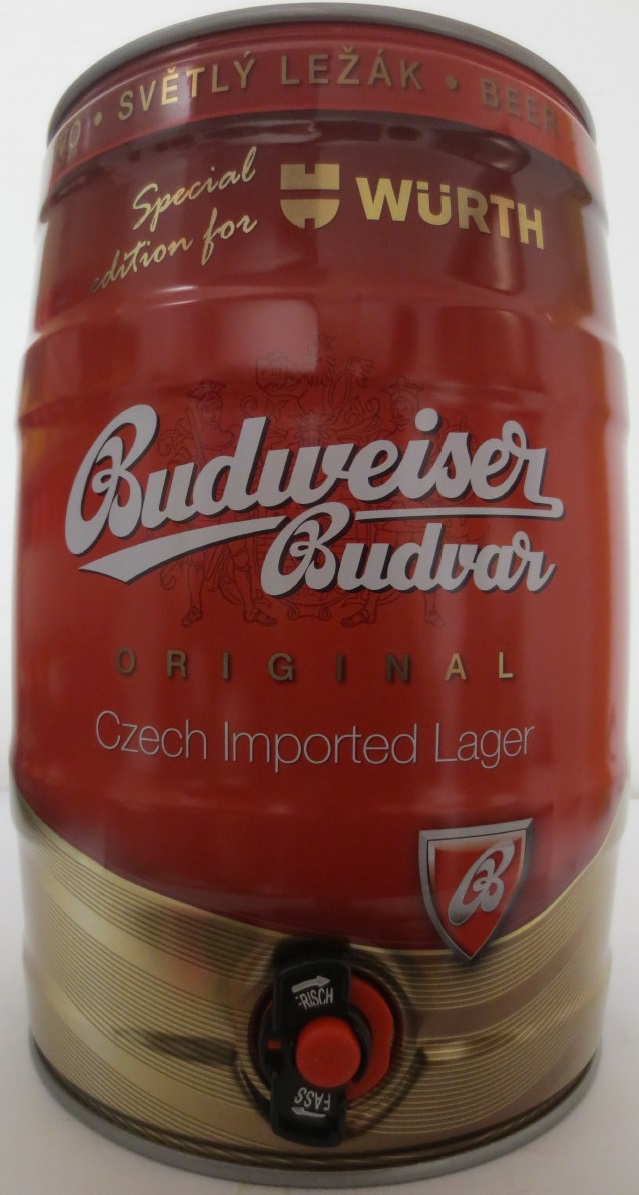 • SVĚTLÝ LEŽÁK • BEER
Special
edition for
WÜRTH
Budweiser
Budvar
ORIGINAL
Czech Imported Lager
B
FRISCH
FASS